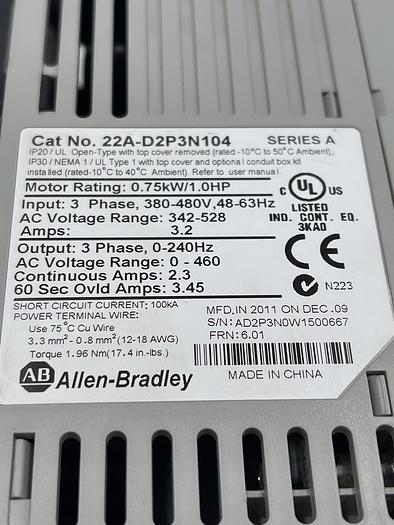 Cat No. 22A-D2P3N104 SERIES A
IP20 / UL Open-Type with top cover removed (rated -10°C to 50°C Ambient).
IP30 / NEMA 1 / UL Type 1 with top cover and optional conduit box kit
installed (rated-10°C to 40°C Ambient). Refer to user manual.
Motor Rating: 0.75kW/1.0HP
Input: 3 Phase, 380-480V,48-63Hz
AC Voltage Range: 342-528
Amps: 3.2
Output: 3 Phase, 0-240Hz
AC Voltage Range: 0 - 460
Continuous Amps: 2.3
60 Sec Ovld Amps: 3.45
C UL US
LISTED
IND. CONT. EQ.
3KA0
CE
N223
SHORT CIRCUIT CURRENT: 100kA
POWER TERMINAL WIRE:
Use 75°C Cu Wire
3.3 mm² - 0.8 mm² (12-18 AWG)
Torque 1.96 Nm(17.4 in.-lbs.)
MFD.IN 2011 ON DEC .09
S/N: AD2P3N0W1500667
FRN: 6.01
AB Allen-Bradley
MADE IN CHINA